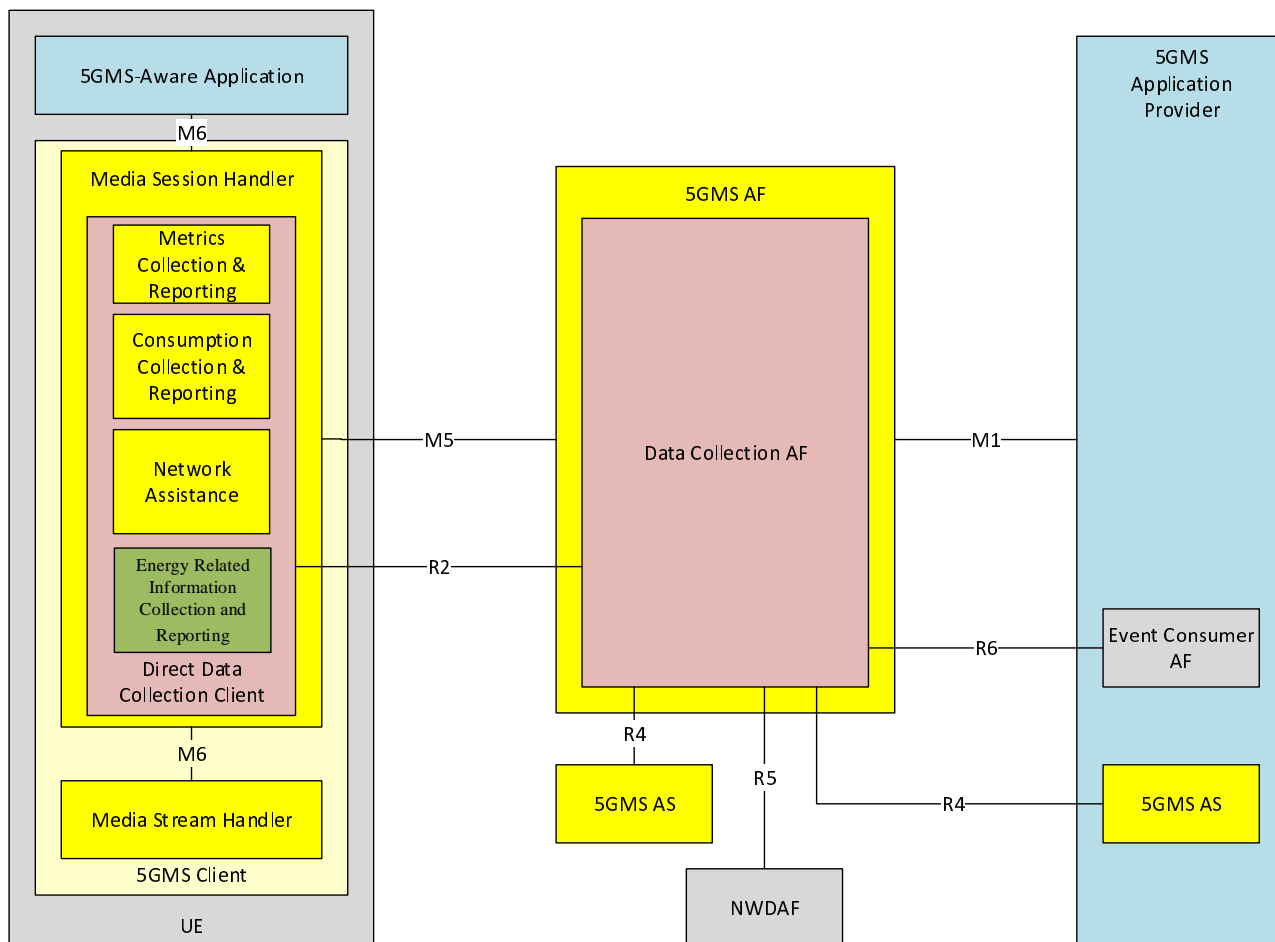 5GMS-Aware Application
M6
Media Session Handler
Metrics
Collection &
Reporting
Consumption
Collection &
Reporting
Network
Assistance
Energy Related
Information
Collection and
Reporting
Direct Data
Collection Client
M6
Media Stream Handler
5GMS Client
UE
M5
R2
5GMS AF
Data Collection AF
R4
5GMS AS
R5
NWDAF
M1
R6
R4
5GMS
Application
Provider
Event Consumer
AF
5GMS AS